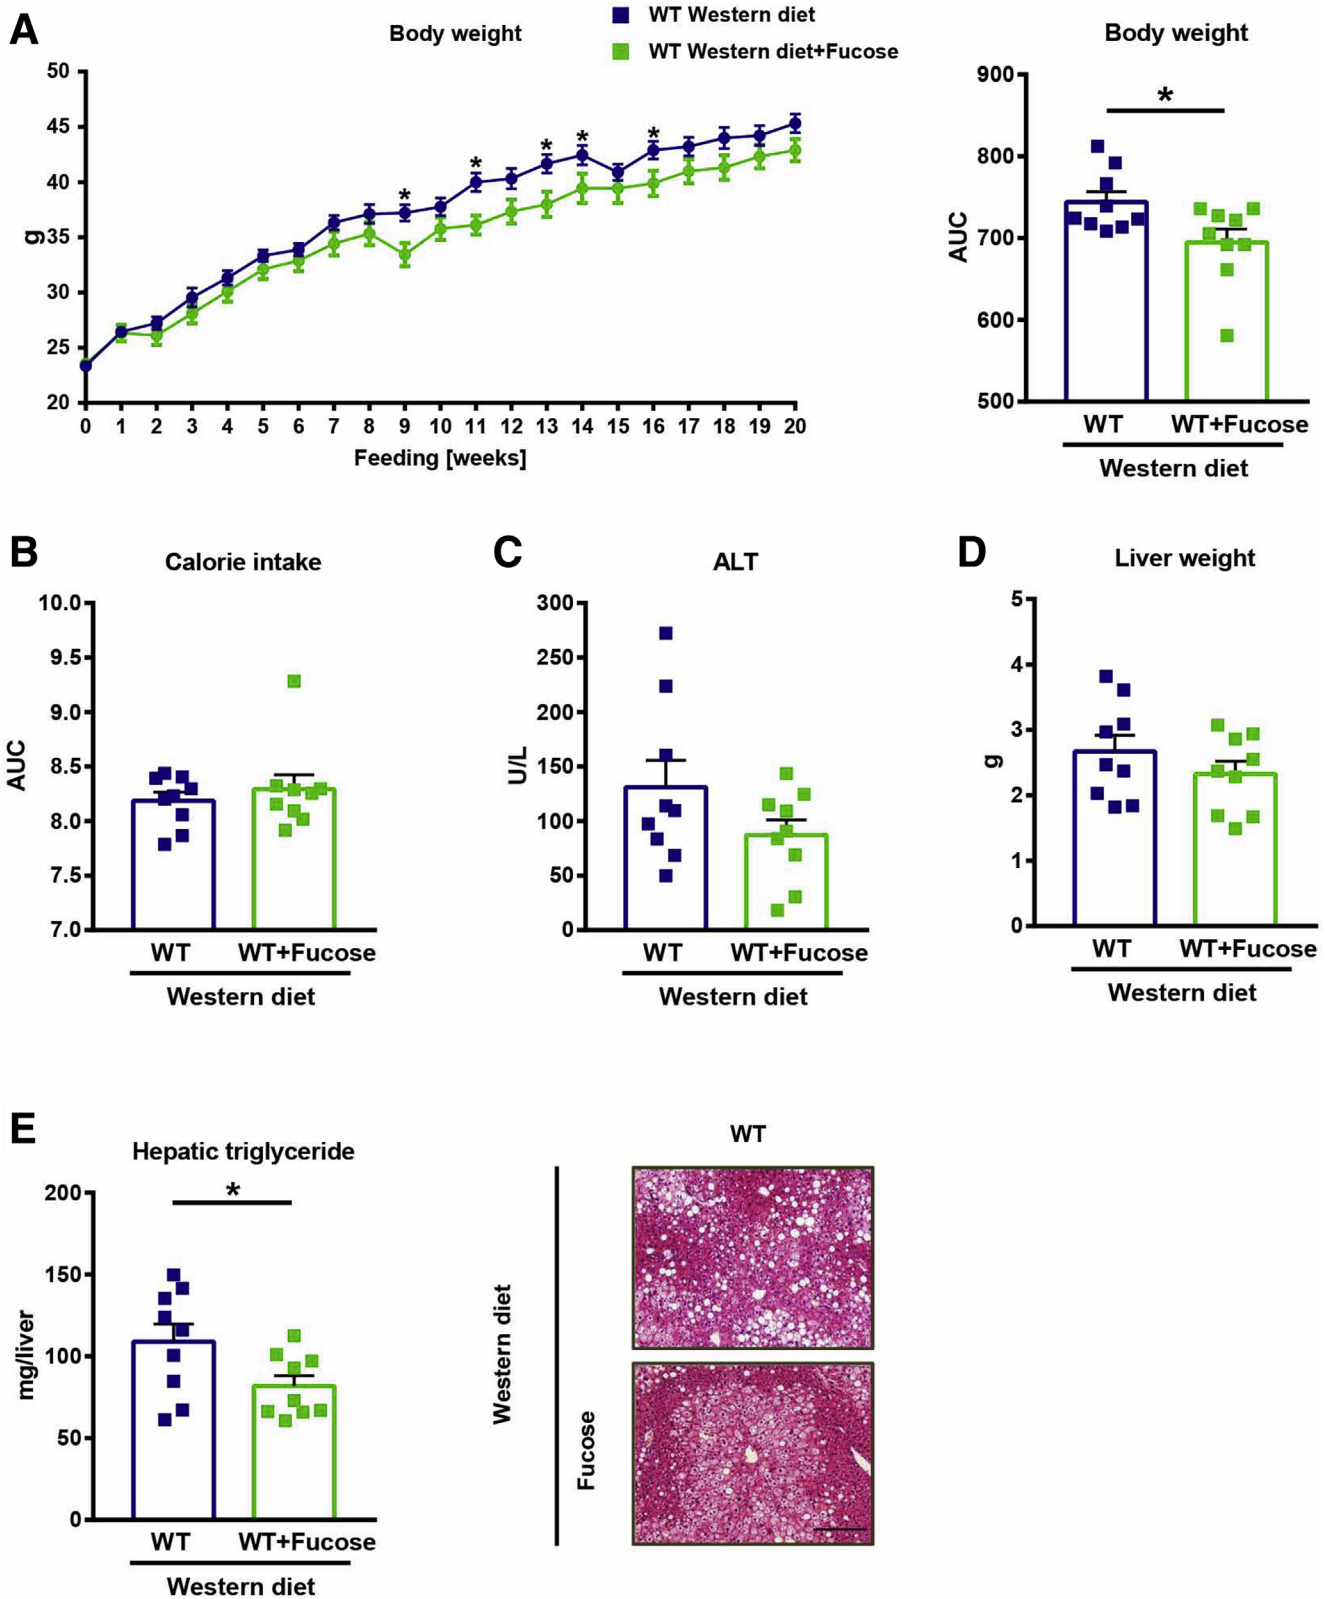 A
Body weight
WT Western diet
WT Western diet+Fucose
50
45
40
35
30
25
20
g
* * * * *
0 1 2 3 4 5 6 7 8 9 10 11 12 13 14 15 16 17 18 19 20
Feeding [weeks]
Body weight
900
800
700
600
500
AUC
*
WT WT+Fucose
Western diet
B
Calorie intake
10.0
9.5
9.0
8.5
8.0
7.5
7.0
AUC
WT WT+Fucose
Western diet
C
ALT
300
250
200
150
100
50
0
U/L
WT WT+Fucose
Western diet
D
Liver weight
5
4
3
2
1
0
g
WT WT+Fucose
Western diet
E
Hepatic triglyceride
200
150
100
50
0
mg/liver
*
WT WT+Fucose
Western diet
WT
Western diet
Fucose